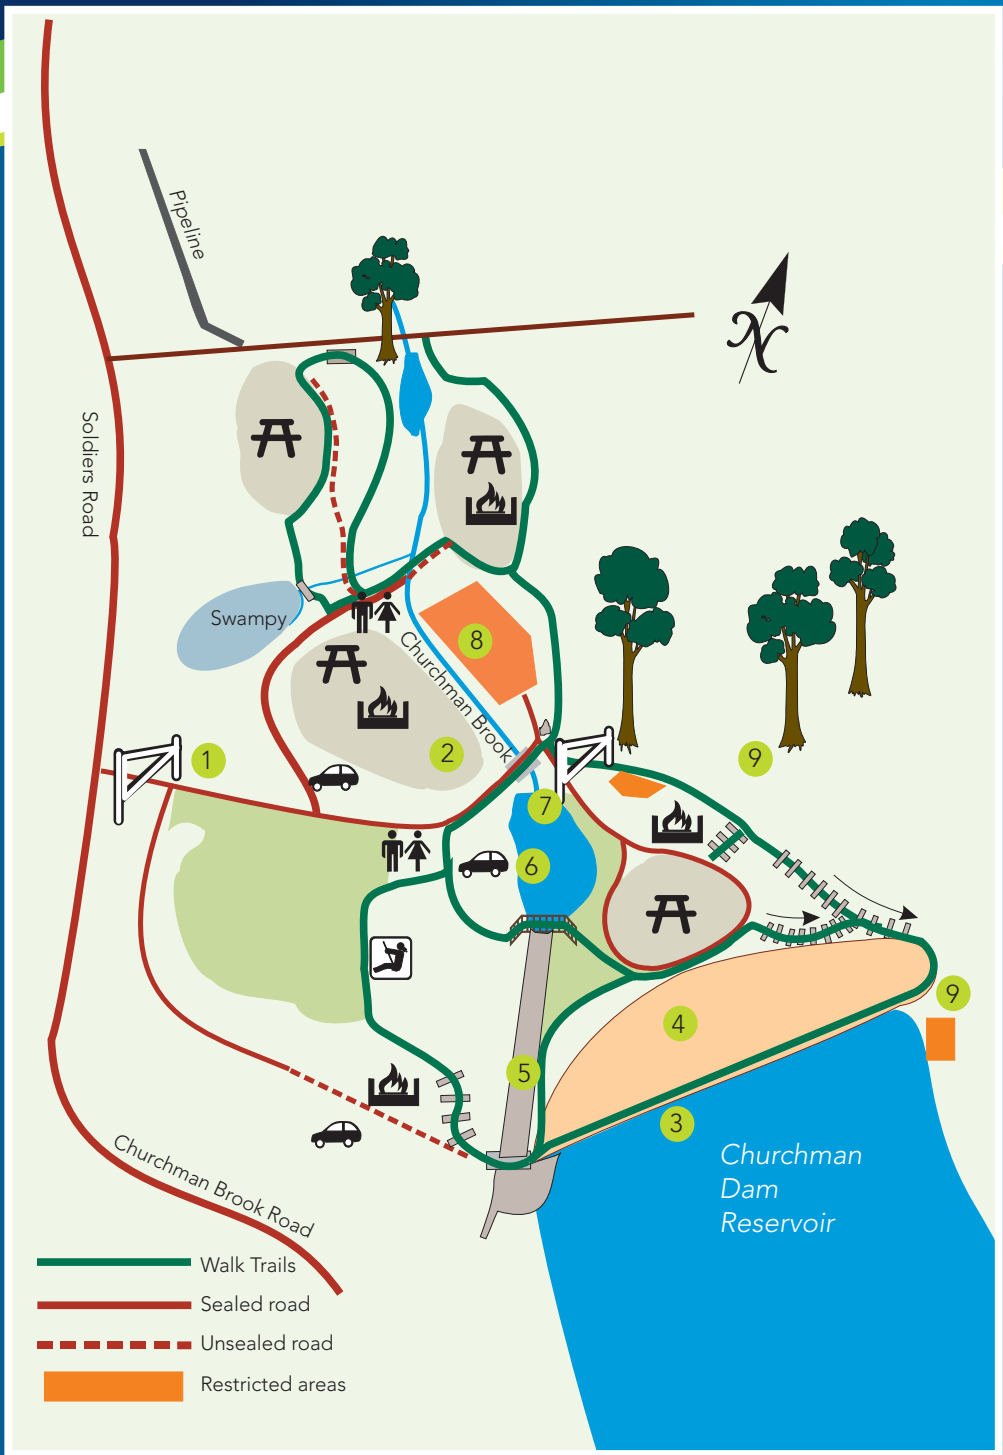 Pipeline
N
Soldiers Road
Swampy
8
Churchman Brook
2
1
9
7
6
9
4
5
3
Churchman
Dam
Reservoir
Churchman Brook Road
Walk Trails
Sealed road
Unsealed road
Restricted areas